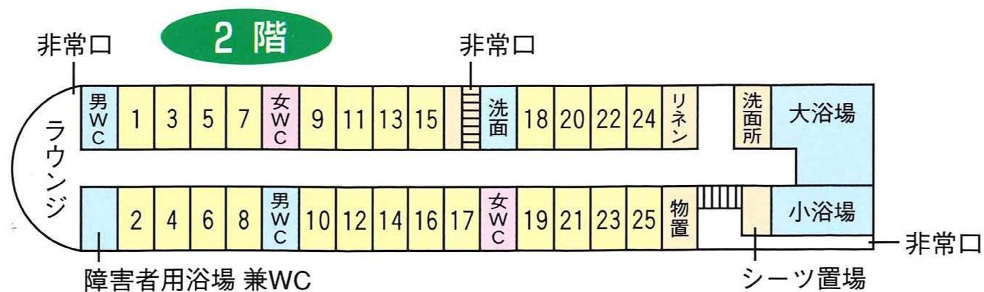 2階
非常口
非常口
男WC
1
3
5
7
女WC
9
11
13
15
洗面
18
20
22
24
リネン
洗面所
大浴場
ラウンジ
2
4
6
8
男WC
10
12
14
16
17
女WC
19
21
23
25
物置
小浴場
非常口
障害者用浴場 兼WC
シーツ置場